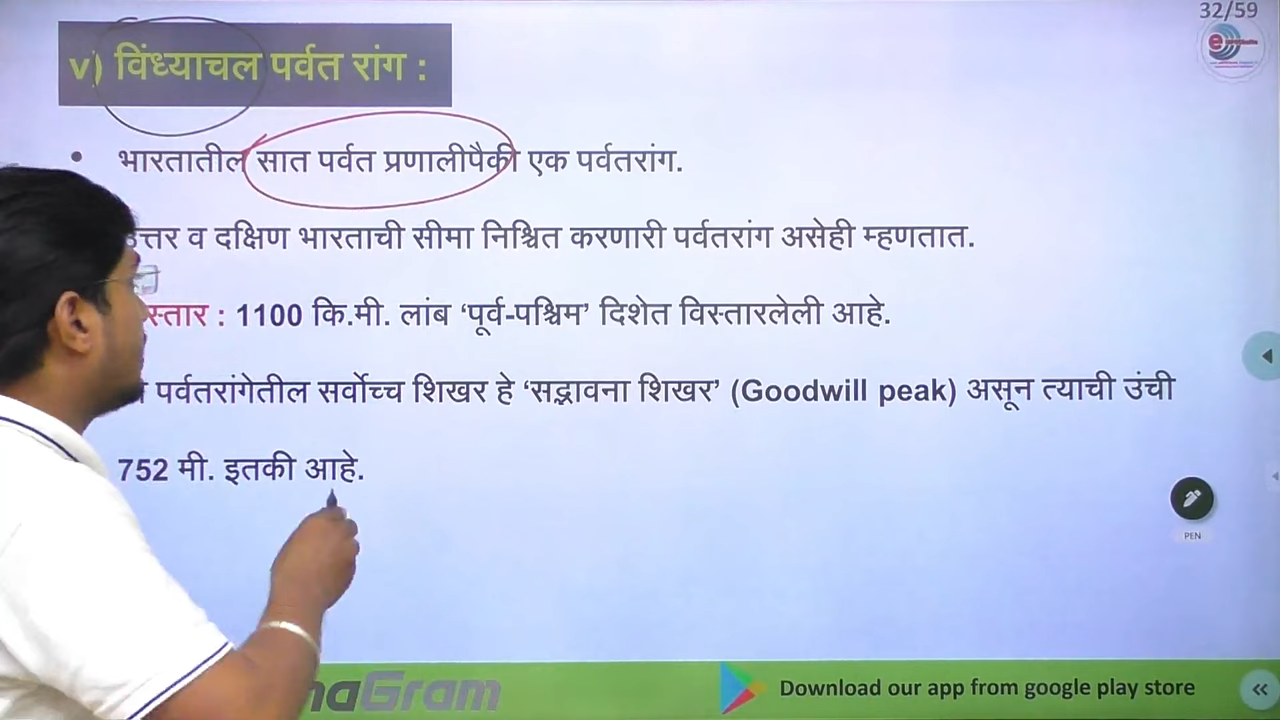 32/59
v) विंध्याचल पर्वत रांग :
• भारतातील सात पर्वत प्रणालीपैकी एक पर्वतरांग.
व दक्षिण भारताची सीमा निश्चित करणारी पर्वतरांग असेही म्हणतात.
स्तार : 1100 कि.मी. लांब ‘पूर्व-पश्चिम’ दिशेत विस्तारलेली आहे.
पर्वतरांगेतील सर्वोच्च शिखर हे ‘सद्भावना शिखर’ (Goodwill peak) असून त्याची उंची
752 मी. इतकी आहे.
PEN
naGram
Download our app from google play store